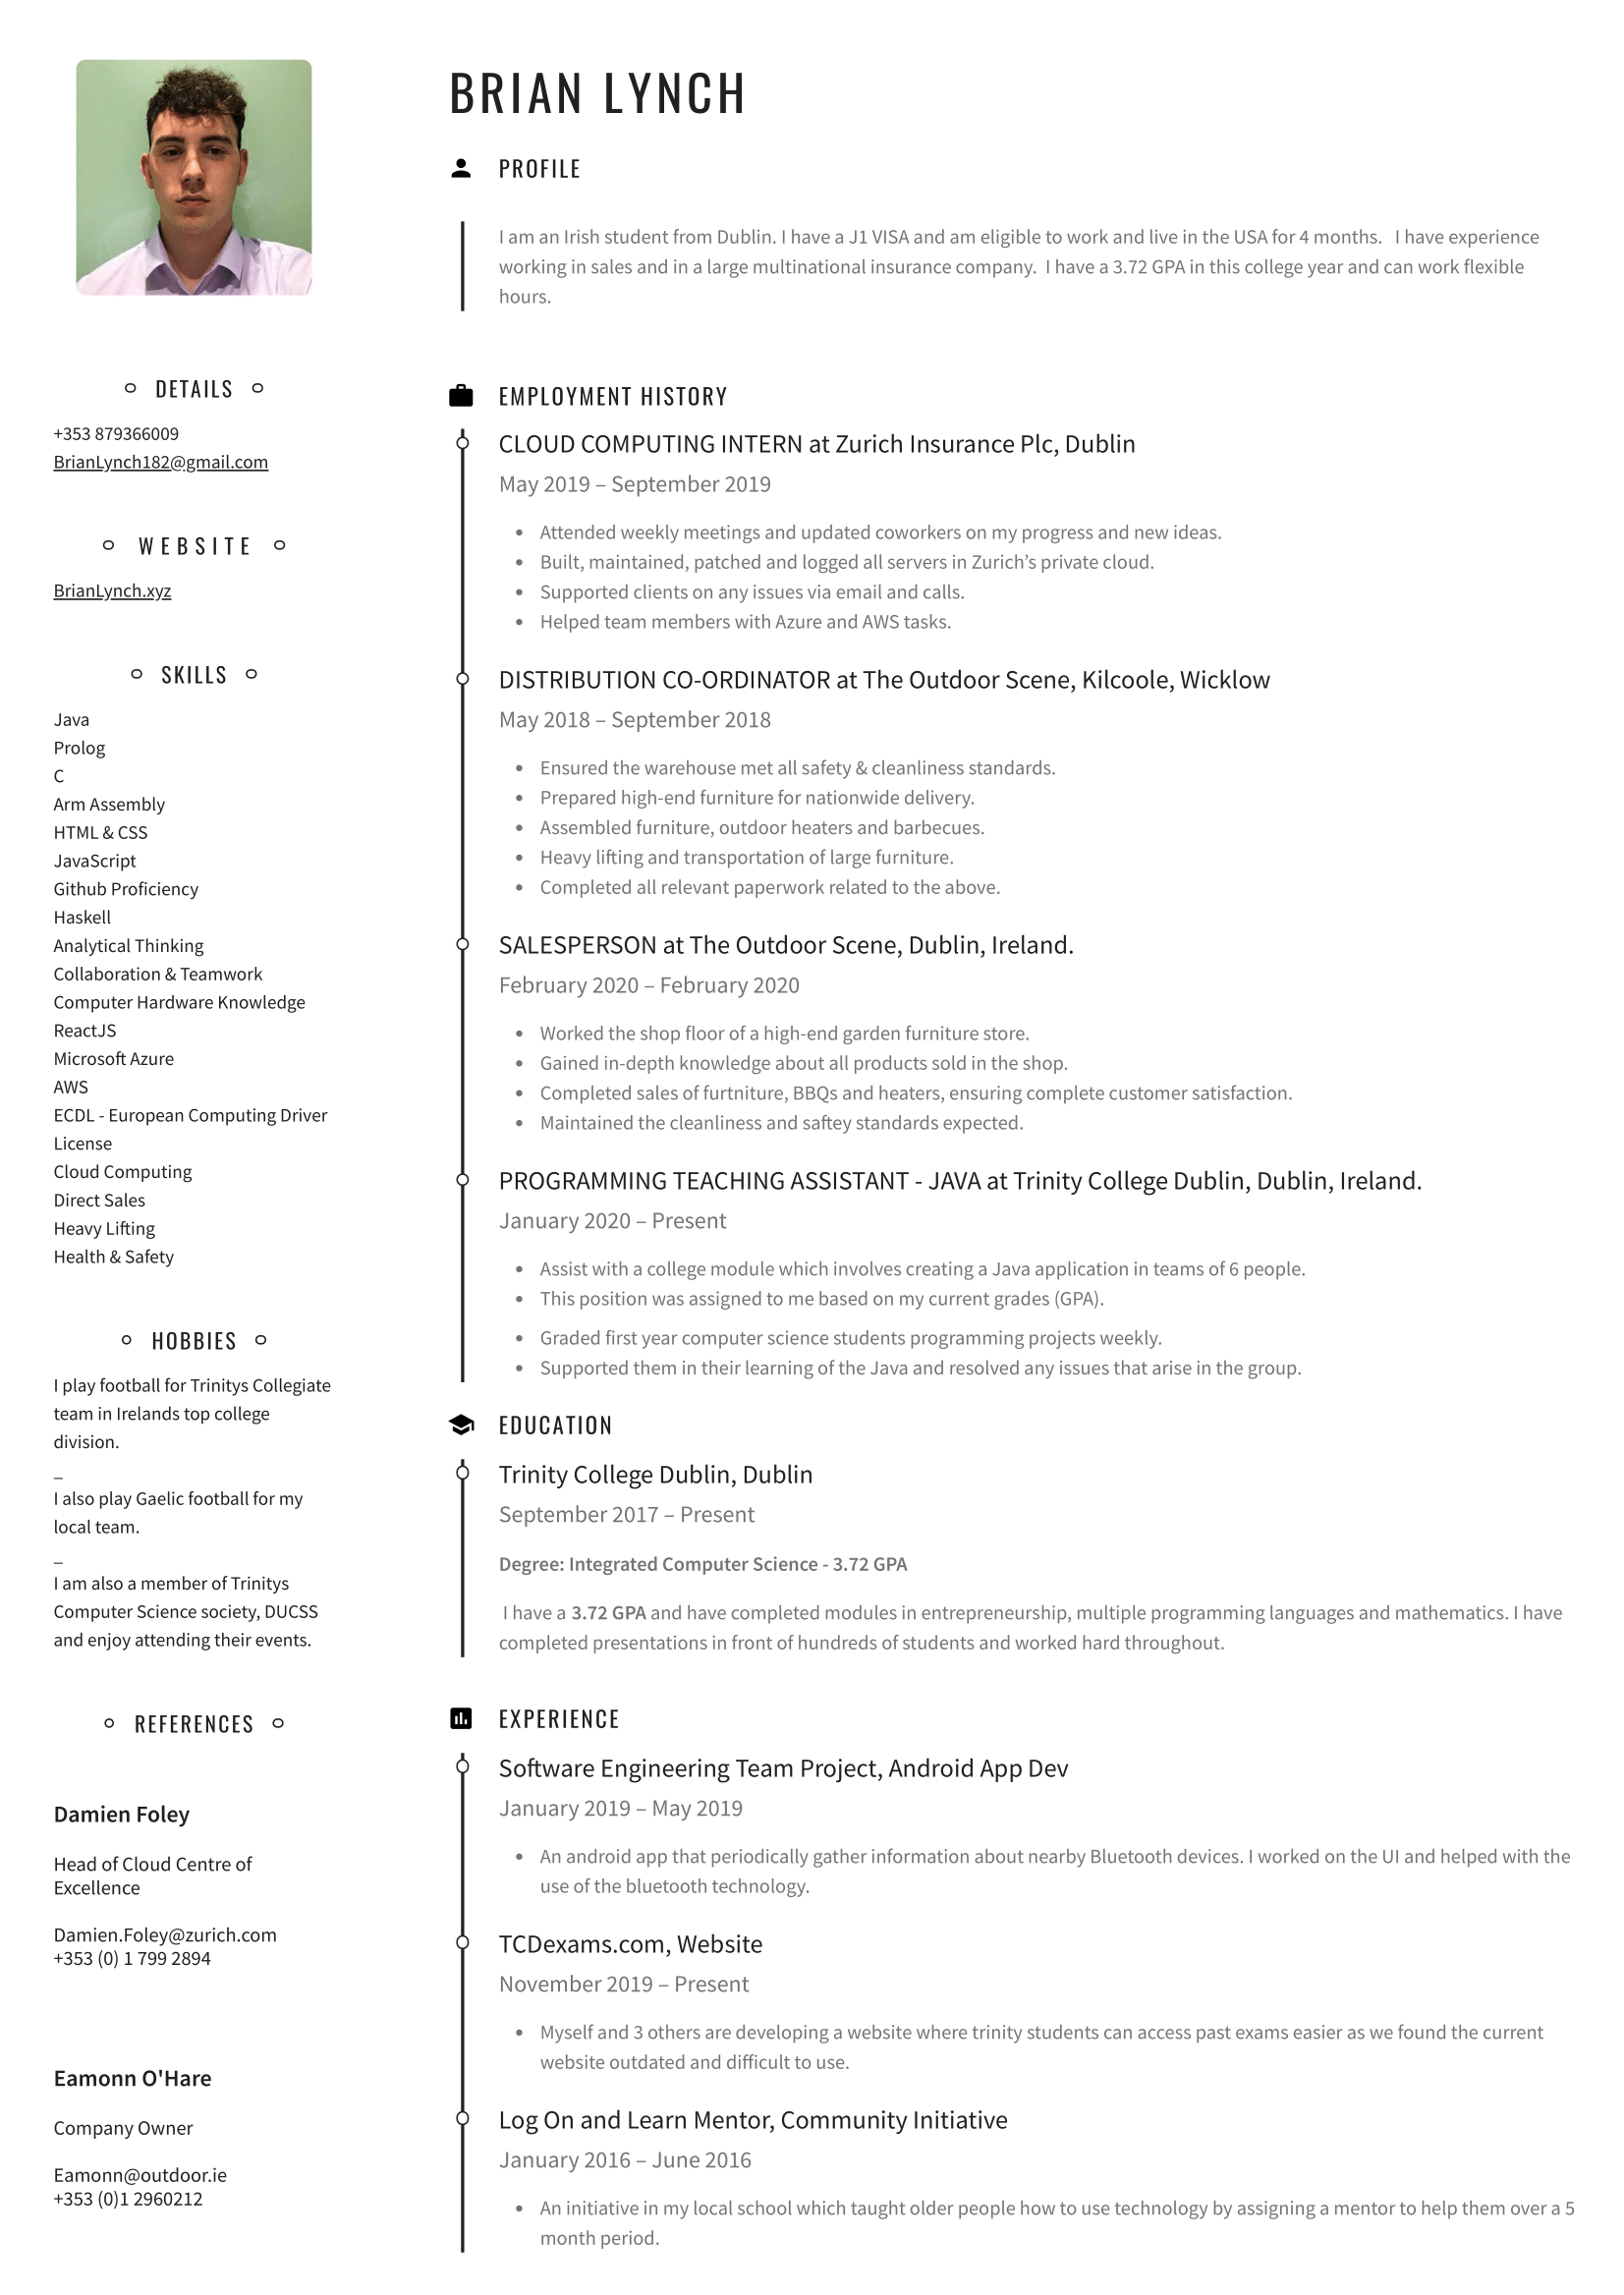 BRIAN LYNCH
PROFILE
I am an Irish student from Dublin. I have a J1 VISA and am eligible to work and live in the USA for 4 months.   I have experience
working in sales and in a large multinational insurance company.  I have a 3.72 GPA in this college year and can work flexible
hours.
DETAILS
+353 879366009
BrianLynch182@gmail.com
WEBSITE
BrianLynch.xyz
SKILLS
Java
Prolog
C
Arm Assembly
HTML & CSS
JavaScript
Github Proficiency
Haskell
Analytical Thinking
Collaboration & Teamwork
Computer Hardware Knowledge
ReactJS
Microsoft Azure
AWS
ECDL - European Computing Driver
License
Cloud Computing
Direct Sales
Heavy Lifting
Health & Safety
HOBBIES
I play football for Trinitys Collegiate
team in Irelands top college
division.
_
I also play Gaelic football for my
local team.
_
I am also a member of Trinitys
Computer Science society, DUCSS
and enjoy attending their events.
REFERENCES
Damien Foley
Head of Cloud Centre of
Excellence
Damien.Foley@zurich.com
+353 (0) 1 799 2894
Eamonn O'Hare
Company Owner
Eamonn@outdoor.ie
+353 (0)1 2960212
EMPLOYMENT HISTORY
CLOUD COMPUTING INTERN at Zurich Insurance Plc, Dublin
May 2019 – September 2019
• Attended weekly meetings and updated coworkers on my progress and new ideas.
• Built, maintained, patched and logged all servers in Zurich’s private cloud.
• Supported clients on any issues via email and calls.
• Helped team members with Azure and AWS tasks.
DISTRIBUTION CO-ORDINATOR at The Outdoor Scene, Kilcoole, Wicklow
May 2018 – September 2018
• Ensured the warehouse met all safety & cleanliness standards.
• Prepared high-end furniture for nationwide delivery.
• Assembled furniture, outdoor heaters and barbecues.
• Heavy lifting and transportation of large furniture.
• Completed all relevant paperwork related to the above.
SALESPERSON at The Outdoor Scene, Dublin, Ireland.
February 2020 – February 2020
• Worked the shop floor of a high-end garden furniture store.
• Gained in-depth knowledge about all products sold in the shop.
• Completed sales of furtniture, BBQs and heaters, ensuring complete customer satisfaction.
• Maintained the cleanliness and saftey standards expected.
PROGRAMMING TEACHING ASSISTANT - JAVA at Trinity College Dublin, Dublin, Ireland.
January 2020 – Present
• Assist with a college module which involves creating a Java application in teams of 6 people.
• This position was assigned to me based on my current grades (GPA).
• Graded first year computer science students programming projects weekly.
• Supported them in their learning of the Java and resolved any issues that arise in the group.
EDUCATION
Trinity College Dublin, Dublin
September 2017 – Present
Degree: Integrated Computer Science - 3.72 GPA
I have a 3.72 GPA and have completed modules in entrepreneurship, multiple programming languages and mathematics. I have
completed presentations in front of hundreds of students and worked hard throughout.
EXPERIENCE
Software Engineering Team Project, Android App Dev
January 2019 – May 2019
• An android app that periodically gather information about nearby Bluetooth devices. I worked on the UI and helped with the
use of the bluetooth technology.
TCDexams.com, Website
November 2019 – Present
• Myself and 3 others are developing a website where trinity students can access past exams easier as we found the current
website outdated and difficult to use.
Log On and Learn Mentor, Community Initiative
January 2016 – June 2016
• An initiative in my local school which taught older people how to use technology by assigning a mentor to help them over a 5
month period.